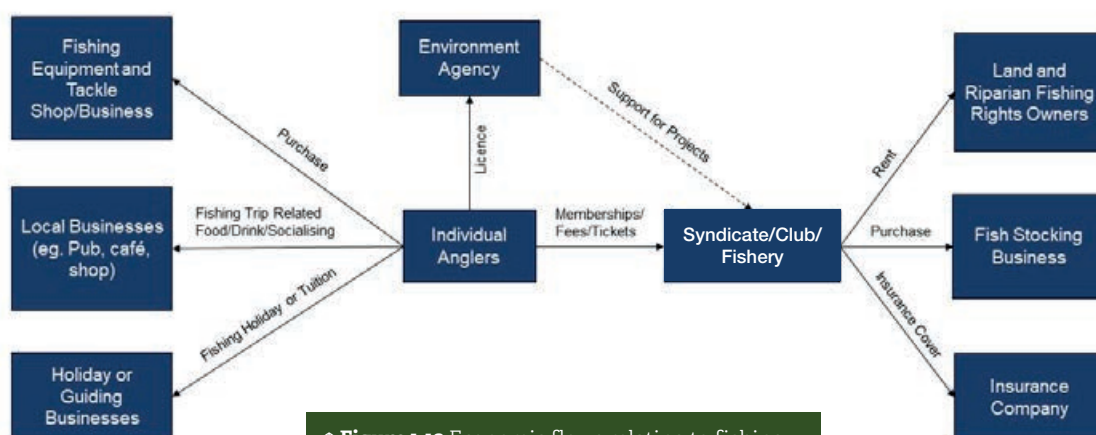 Fishing
Equipment and
Tackle
Shop/Business
Environment
Agency
Land and
Riparian Fishing
Rights Owners
Purchase
Licence
Support for Projects
Rent
Local Businesses
(eg. Pub, café,
shop)
Fishing Trip Related
Food/Drink/Socialising
Individual
Anglers
Memberships/
Fees/Tickets
Syndicate/Club/
Fishery
Purchase
Fish Stocking
Business
Fishing Holiday or Tuition
Insurance Cover
Holiday or
Guiding
Businesses
Insurance
Company